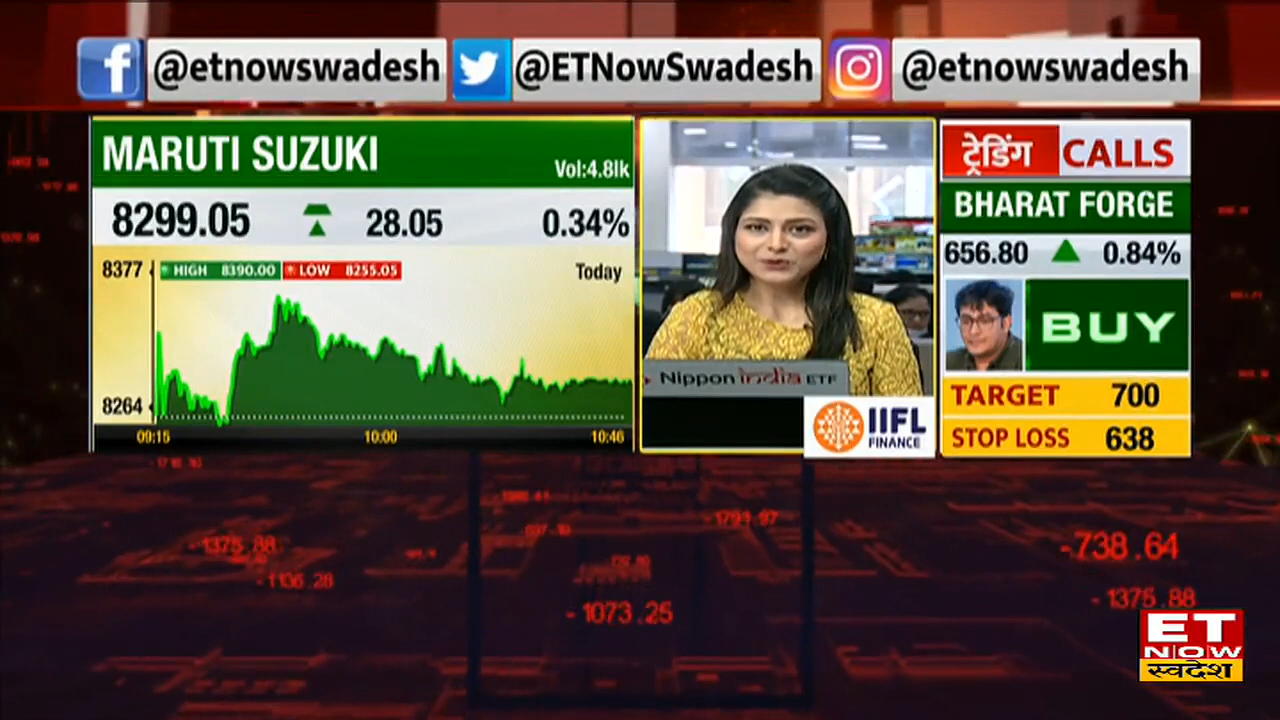 @etnowswadesh @ETNowSwadesh @etnowswadesh
MARUTI SUZUKI
Vol:4.8lk
8299.05 28.05 0.34%
8377 HIGH 8390.00 LOW 8255.05 Today
8264
09:15 10:00 10:46
Nippon india ETF
IIFL
FINANCE
ट्रेडिंग CALLS
BHARAT FORGE
656.80 0.84%
BUY
TARGET 700
STOP LOSS 638
-1793.97
-1375.88
-738.64
-1136.28
-1073.25
-1375.88
ET
NOW
स्वदेश